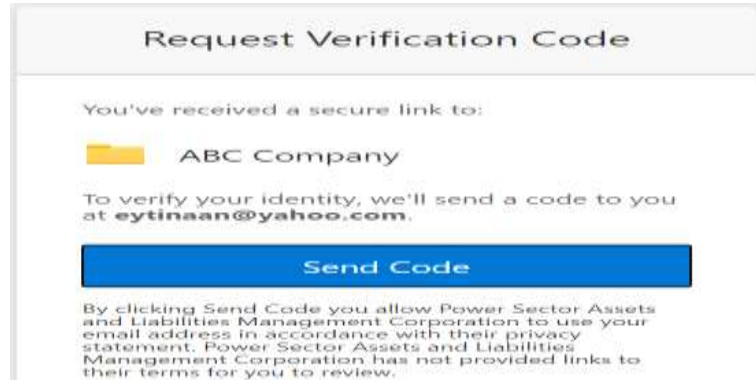 Request Verification Code
You've received a secure link to:
ABC Company
To verify your identity, we'll send a code to you
at eytinaan@yahoo.com.
Send Code
By clicking Send Code you allow Power Sector Assets
and Liabilities Management Corporation to use your
email address in accordance with their privacy
statement. Power Sector Assets and Liabilities
Management Corporation has not provided links to
their terms for you to review.